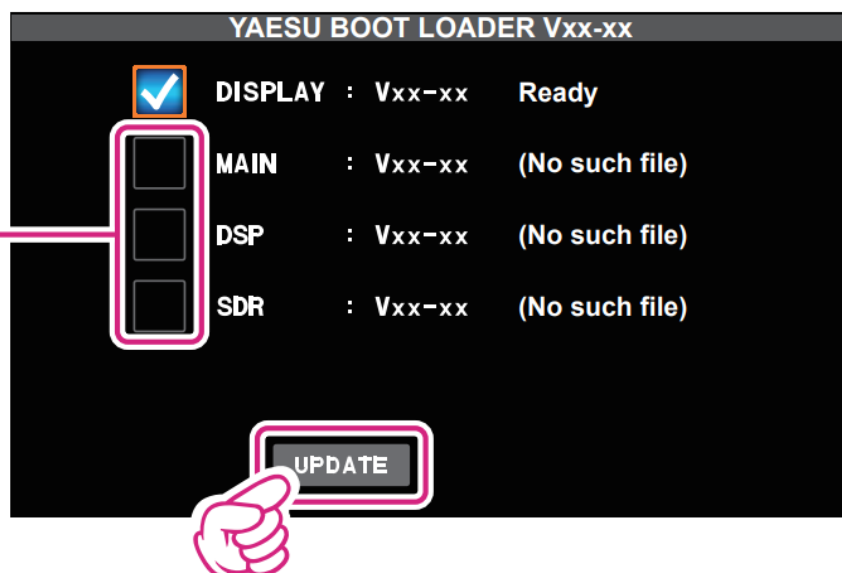 YAESU BOOT LOADER Vxx-xx
DISPLAY : Vxx-xx Ready
MAIN : Vxx-xx (No such file)
DSP : Vxx-xx (No such file)
SDR : Vxx-xx (No such file)
UPDATE